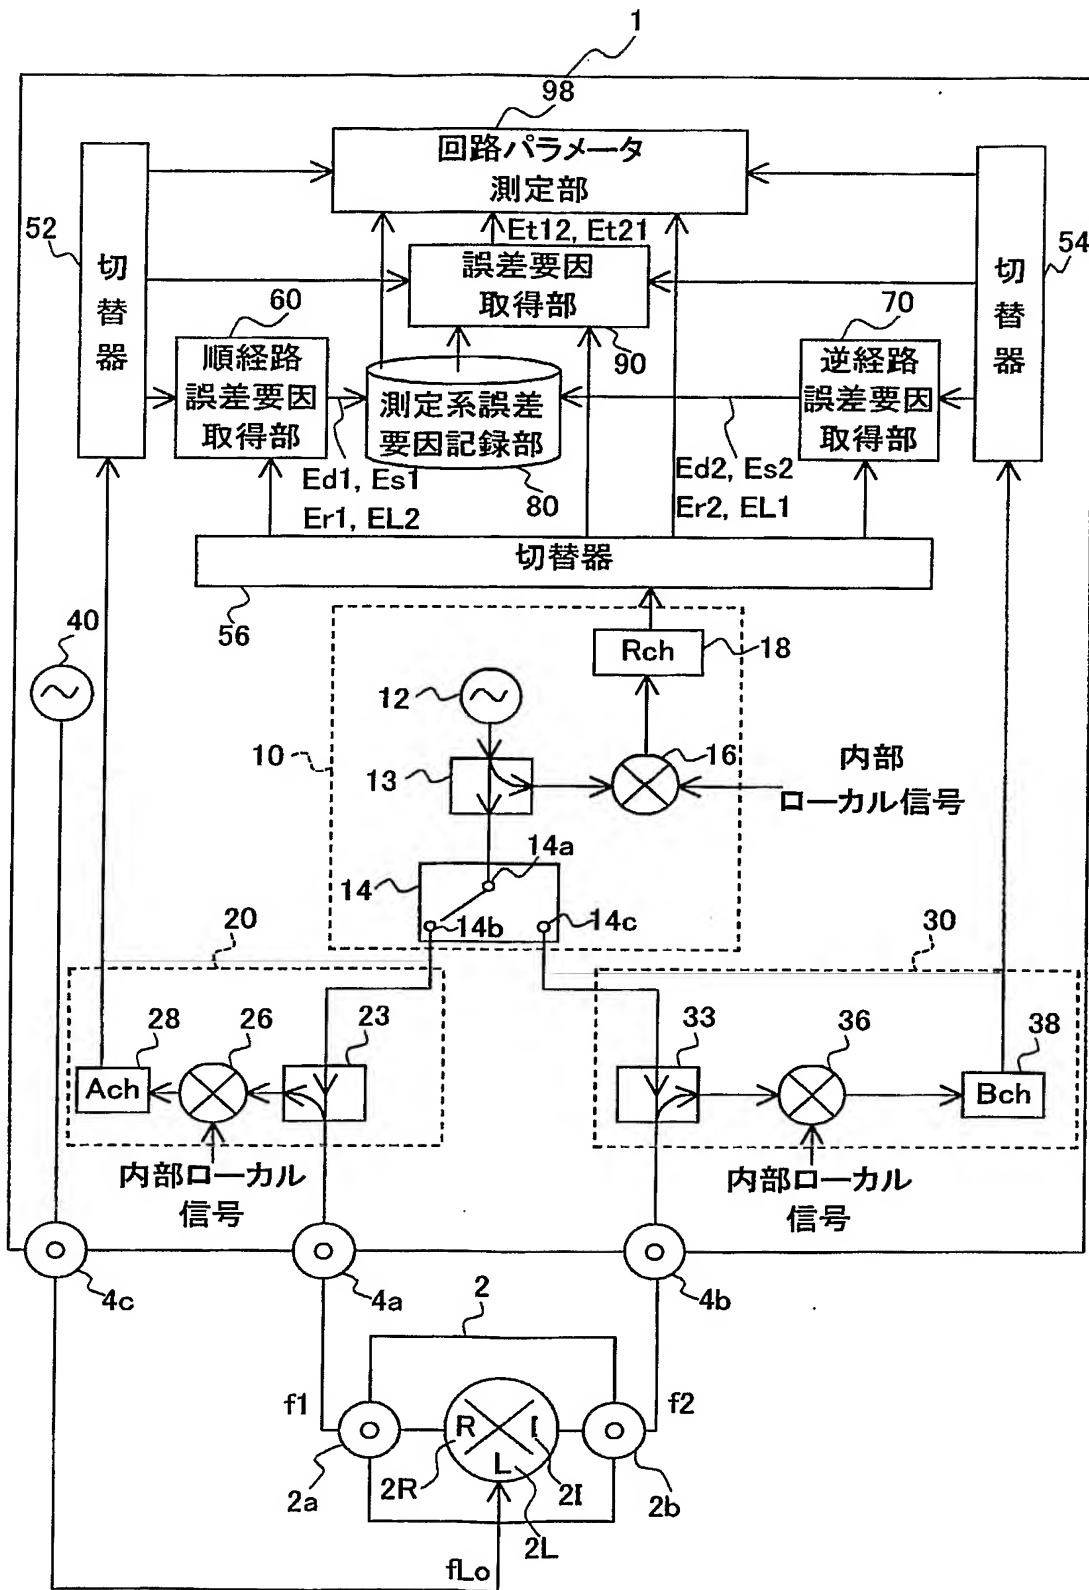 1
98
回路パラメータ
測定部
52
切替器
Et12, Et21
誤差要因
取得部
90
54
切替器
60
順経路
誤差要因
取得部
測定系誤差
要因記録部
80
70
逆経路
誤差要因
取得部
Ed1, Es1
Er1, EL2
Ed2, Es2
Er2, EL1
切替器
56
40
Rch
18
12
10
13
16
内部
ローカル信号
14
14a
14b
14c
20
30
28
26
23
33
36
38
Ach
Bch
内部ローカル
信号
内部ローカル
信号
4c
4a
4b
2
f1
f2
R
I
L
2a
2R
2I
2b
2L
fLo